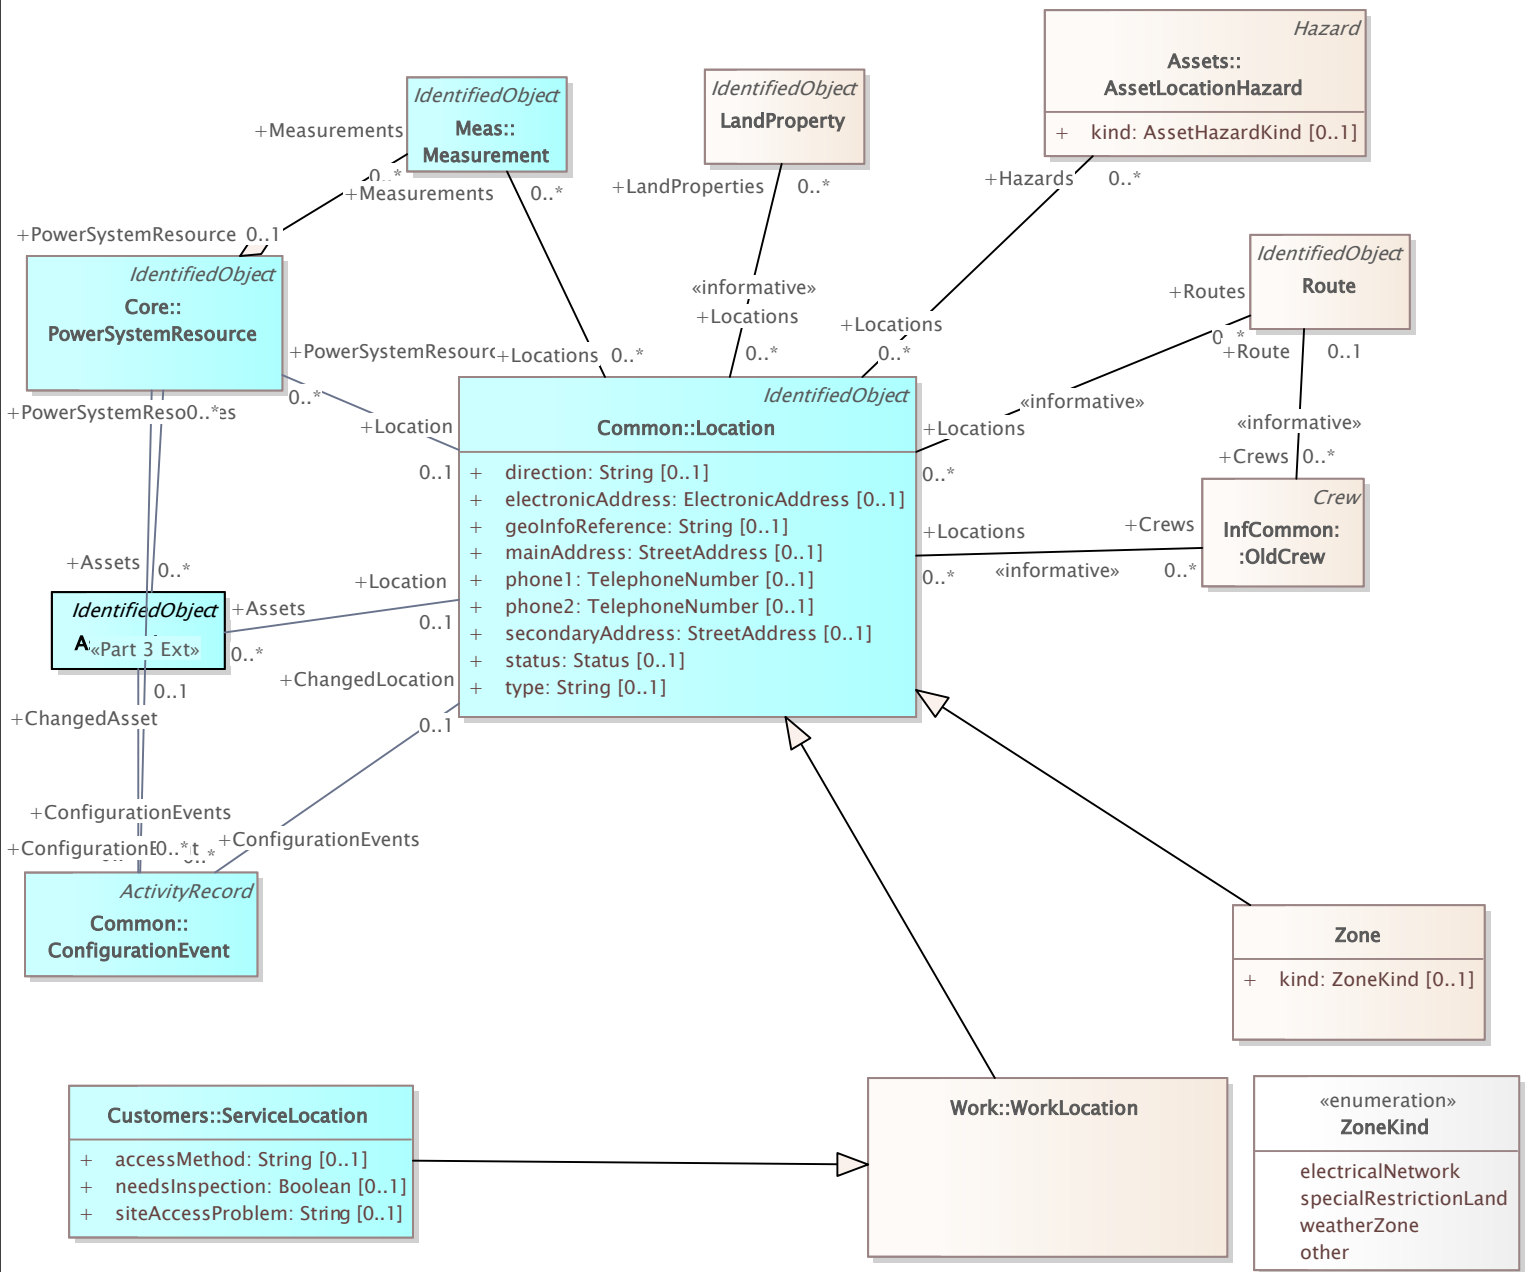 Hazard
Assets::
AssetLocationHazard
+ kind: AssetHazardKind [0..1]
IdentifiedObject
Meas::
Measurement
IdentifiedObject
LandProperty
+Measurements
0..*
+Measurements
0..*
+LandProperties
0..*
+Hazards
0..*
+PowerSystemResource
0..1
IdentifiedObject
Core::
PowerSystemResource
IdentifiedObject
Route
«informative»
+Locations
0..*
+Locations
0..*
+Routes
0..*
+Route
0..1
+Locations
0..*
0..*
+Location
0..1
0..*
«informative»
+Locations
0..*
«informative»
+Crews
0..*
IdentifiedObject
Common::Location
+ direction: String [0..1]
+ electronicAddress: ElectronicAddress [0..1]
+ geoInfoReference: String [0..1]
+ mainAddress: StreetAddress [0..1]
+ phone1: TelephoneNumber [0..1]
+ phone2: TelephoneNumber [0..1]
+ secondaryAddress: StreetAddress [0..1]
+ status: Status [0..1]
+ type: String [0..1]
Crew
InfCommon:
:OldCrew
+Locations
0..*
«informative»
+Crews
0..*
+Assets
0..*
IdentifiedObject
«Part 3 Ext»
+Assets
0..*
+Location
0..1
0..1
+ChangedAsset
+ChangedLocation
0..1
+ConfigurationEvents
0..*
+ConfigurationEvents
ActivityRecord
Common::
ConfigurationEvent
Zone
+ kind: ZoneKind [0..1]
Customers::ServiceLocation
+ accessMethod: String [0..1]
+ needsInspection: Boolean [0..1]
+ siteAccessProblem: String [0..1]
Work::WorkLocation
«enumeration»
ZoneKind
electricalNetwork
specialRestrictionLand
weatherZone
other